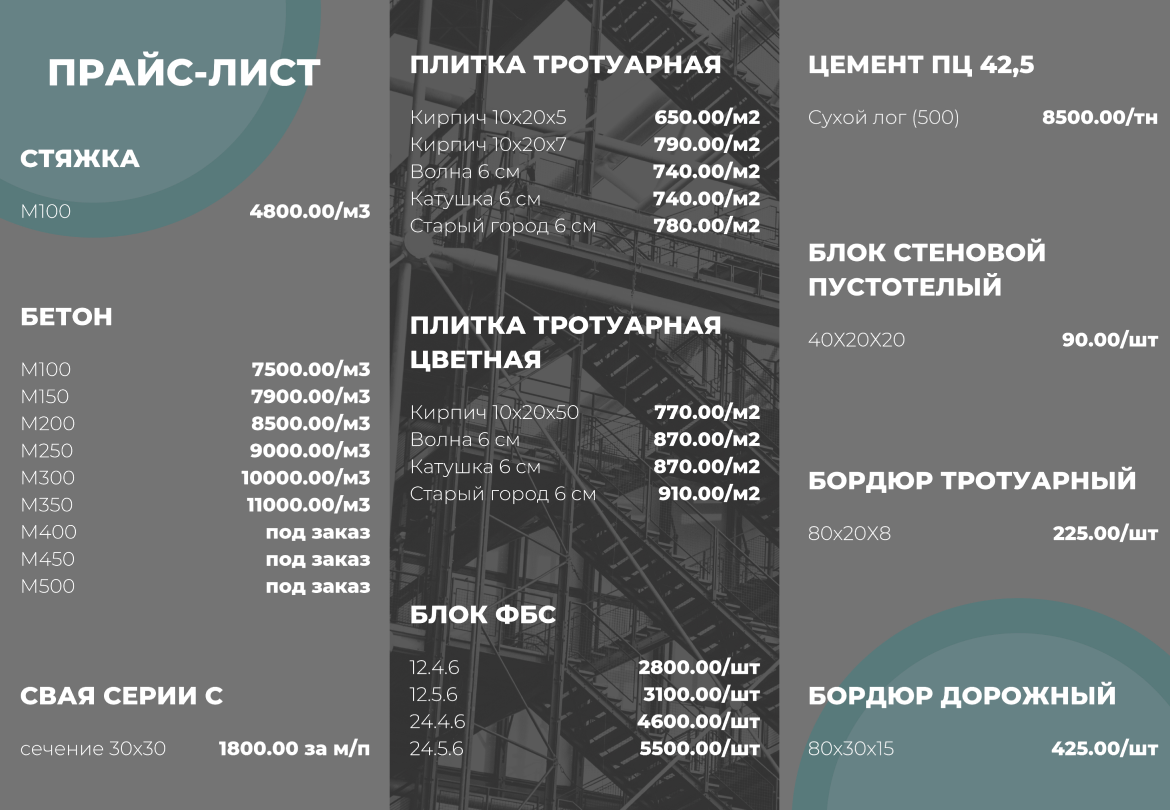 ПРАЙС-ЛИСТ
СТЯЖКА
М100 4800.00/м3
БЕТОН
М100 7500.00/м3
М150 7900.00/м3
М200 8500.00/м3
М250 9000.00/м3
М300 10000.00/м3
М350 11000.00/м3
М400 под заказ
М450 под заказ
М500 под заказ
СВАЯ СЕРИИ С
сечение 30х30 1800.00 за м/п
ПЛИТКА ТРОТУАРНАЯ
Кирпич 10х20х5 650.00/м2
Кирпич 10х20х7 790.00/м2
Волна 6 см 740.00/м2
Катушка 6 см 740.00/м2
Старый город 6 см 780.00/м2
ПЛИТКА ТРОТУАРНАЯ
ЦВЕТНАЯ
Кирпич 10х20х50 770.00/м2
Волна 6 см 870.00/м2
Катушка 6 см 870.00/м2
Старый город 6 см 910.00/м2
БЛОК ФБС
12.4.6 2800.00/шт
12.5.6 3100.00/шт
24.4.6 4600.00/шт
24.5.6 5500.00/шт
ЦЕМЕНТ ПЦ 42,5
Сухой лог (500) 8500.00/тн
БЛОК СТЕНОВОЙ
ПУСТОТЕЛЫЙ
40Х20Х20 90.00/шт
БОРДЮР ТРОТУАРНЫЙ
80х20Х8 225.00/шт
БОРДЮР ДОРОЖНЫЙ
80х30х15 425.00/шт